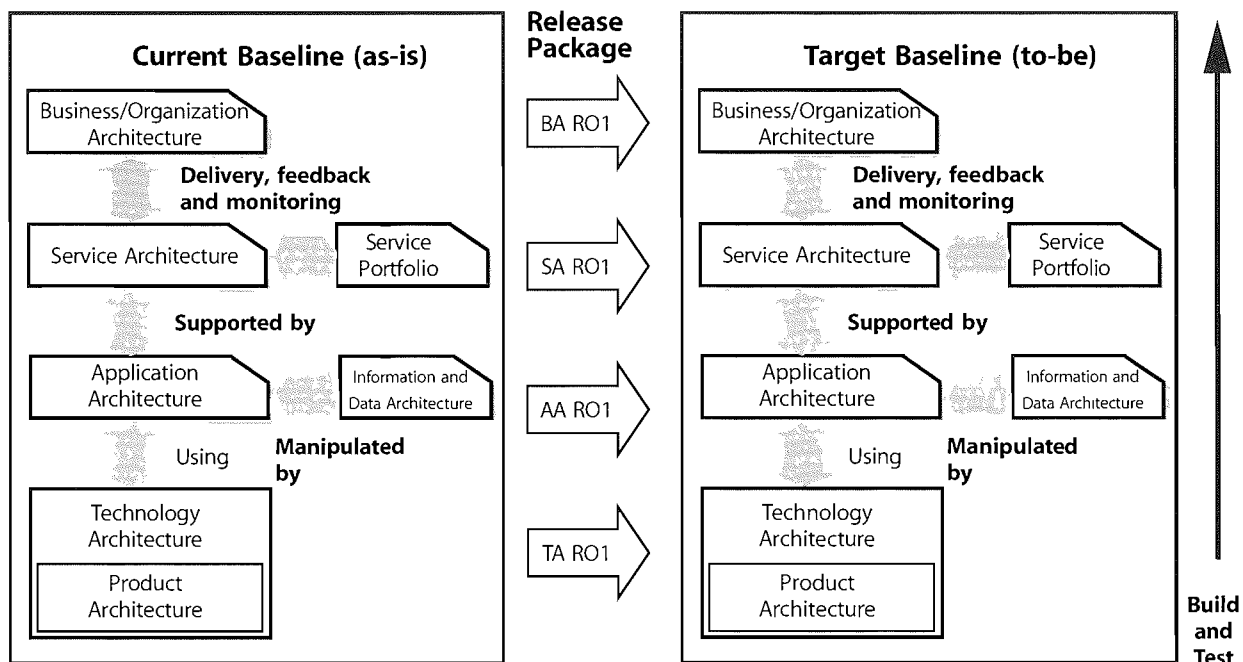 Current Baseline (as-is)
Business/Organization
Architecture
Delivery, feedback
and monitoring
Service Architecture
Service
Portfolio
Supported by
Application
Architecture
Information and
Data Architecture
Using
Manipulated
by
Technology
Architecture
Product
Architecture
Release
Package
BA RO1
SA RO1
AA RO1
TA RO1
Target Baseline (to-be)
Business/Organization
Architecture
Delivery, feedback
and monitoring
Service Architecture
Service
Portfolio
Supported by
Application
Architecture
Information and
Data Architecture
Using
Manipulated
by
Technology
Architecture
Product
Architecture
Build
and
Test